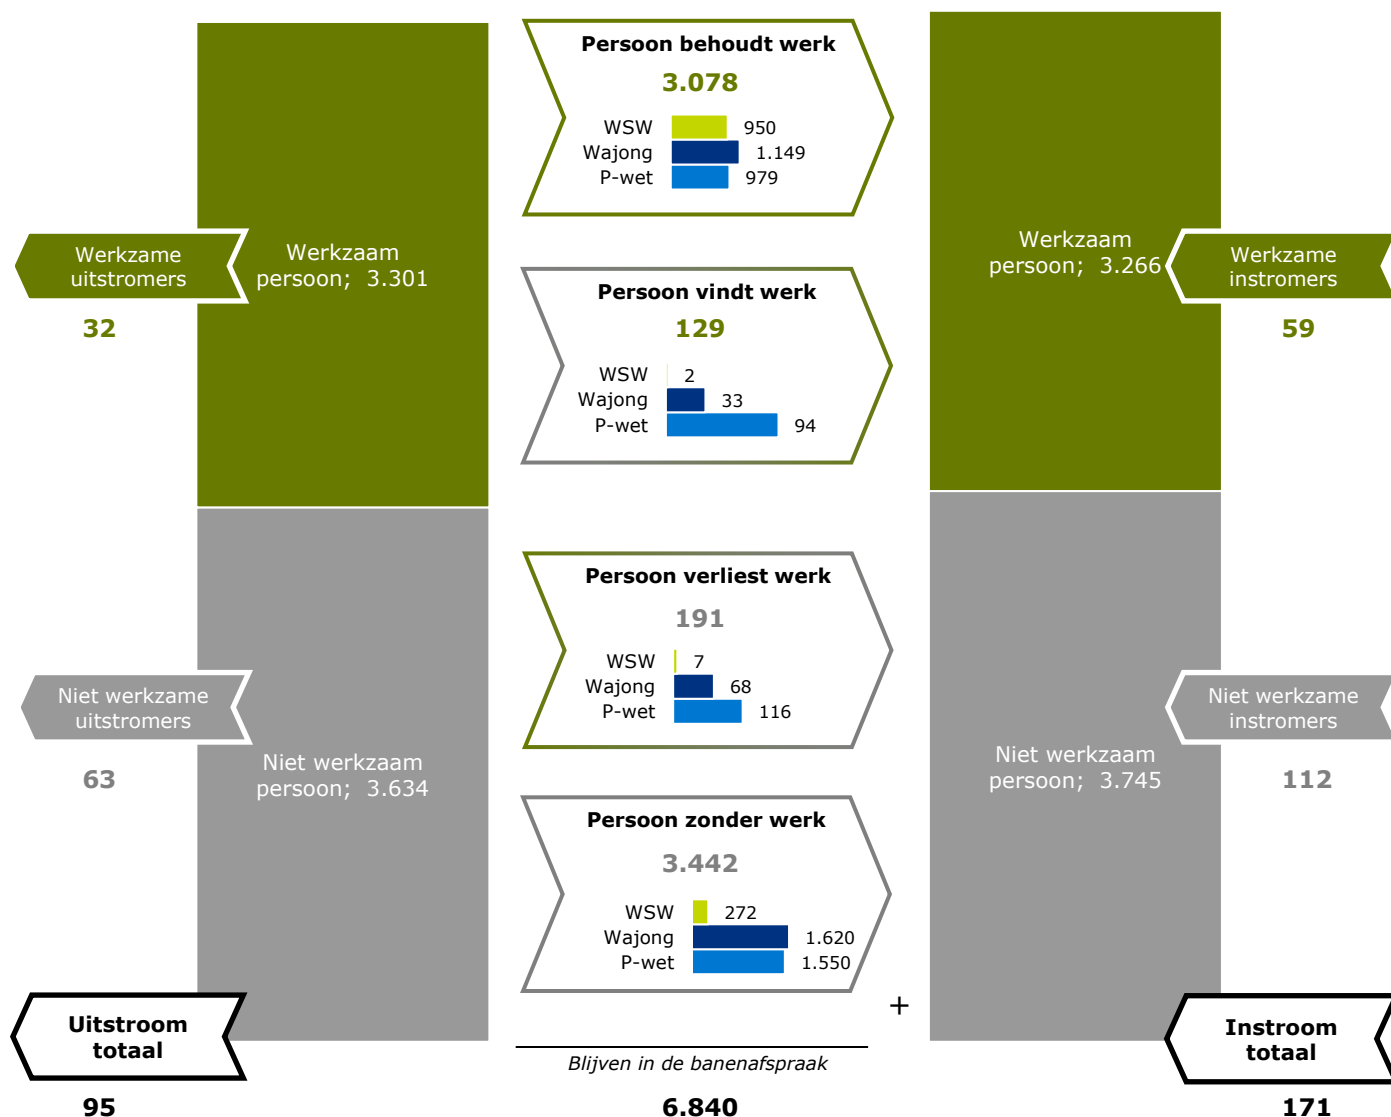 Persoon behoudt werk
3.078
WSW 950
Wajong 1.149
P-wet 979
Werkzame
uitstromers
32
Werkzaam
persoon; 3.301
Werkzaam
persoon; 3.266
Werkzame
instromers
59
Persoon vindt werk
129
WSW 2
Wajong 33
P-wet 94
Persoon verliest werk
191
WSW 7
Wajong 68
P-wet 116
Niet werkzame
uitstromers
63
Niet werkzaam
persoon; 3.634
Niet werkzaam
persoon; 3.745
Niet werkzame
instromers
112
Persoon zonder werk
3.442
WSW 272
Wajong 1.620
P-wet 1.550
+
Uitstroom
totaal
95
Blijven in de banenafspraak
6.840
Instroom
totaal
171